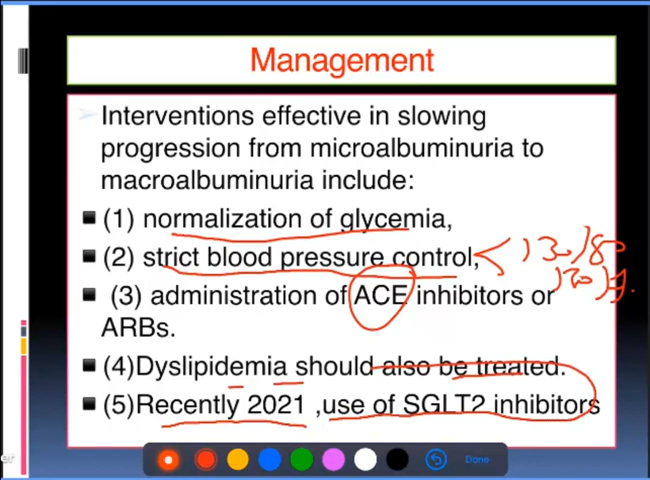 Management
Interventions effective in slowing
progression from microalbuminuria to
macroalbuminuria include:
(1) normalization of glycemia,
(2) strict blood pressure control, < 130/80
(3) administration of ACE inhibitors or
ARBs.
(4)Dyslipidemia should also be treated.
(5)Recently 2021 ,use of SGLT2 inhibitors
er
Done